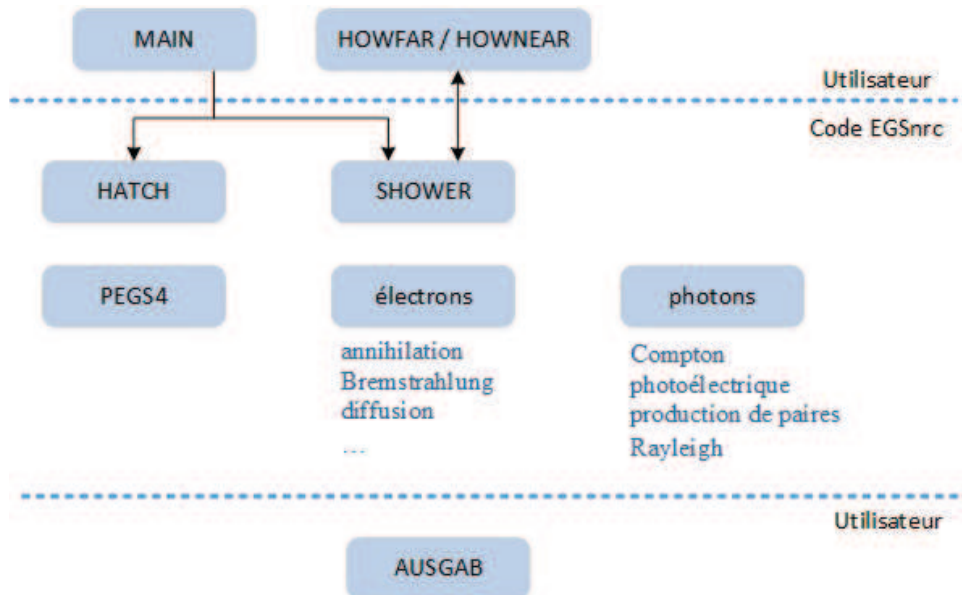 MAIN
HOWFAR / HOWNEAR
Utilisateur
Code EGSnrc
HATCH
SHOWER
PEGS4
électrons
photons
annihilation
Bremstrahlung
diffusion
...
Compton
photoélectrique
production de paires
Rayleigh
Utilisateur
AUSGAB